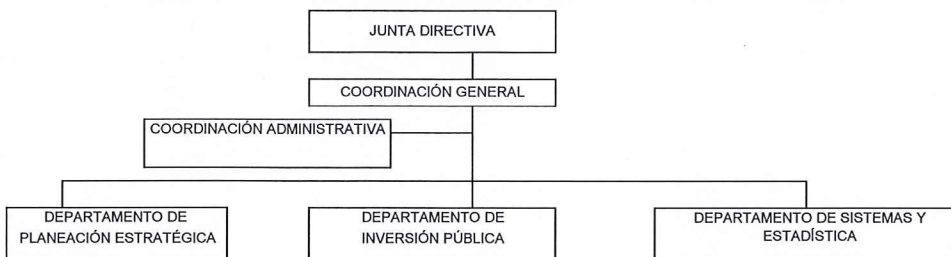 JUNTA DIRECTIVA
COORDINACIÓN GENERAL
COORDINACIÓN ADMINISTRATIVA
DEPARTAMENTO DE
PLANEACIÓN ESTRATÉGICA
DEPARTAMENTO DE
INVERSIÓN PÚBLICA
DEPARTAMENTO DE SISTEMAS Y
ESTADÍSTICA